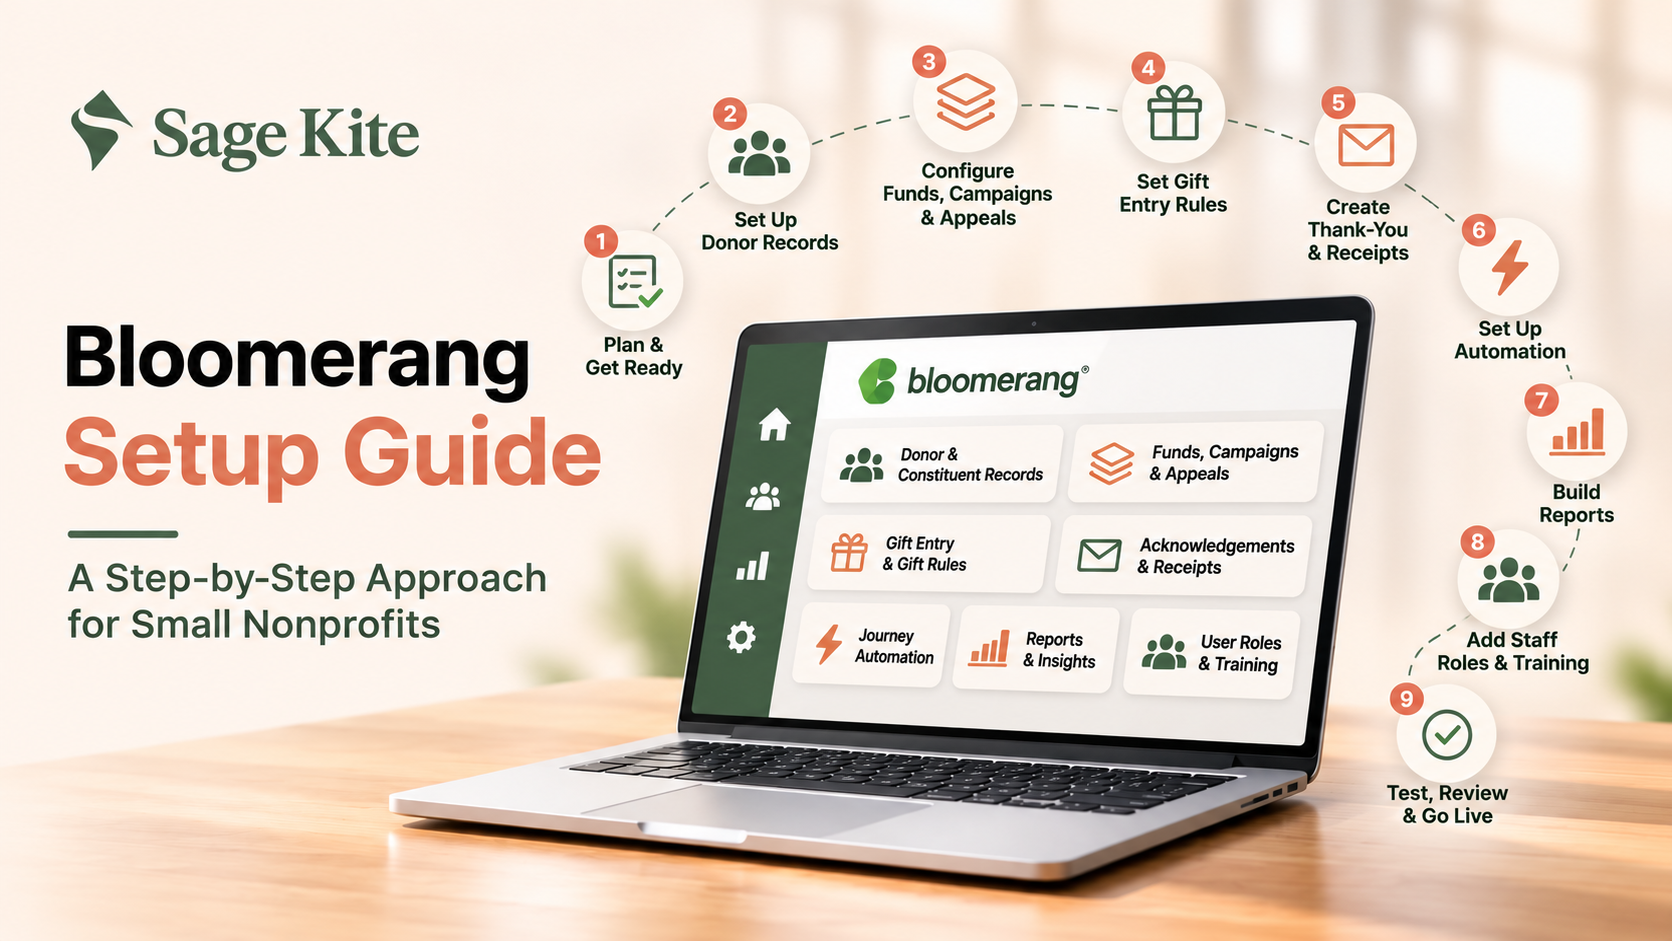 Sage Kite
Bloomerang
Setup Guide
A Step-by-Step Approach
for Small Nonprofits
1
Plan &
Get Ready
2
Set Up
Donor Records
3
Configure
Funds, Campaigns
& Appeals
4
Set Gift
Entry Rules
5
Create
Thank-You
& Receipts
6
Set Up
Automation
7
Build
Reports
8
Add Staff
Roles & Training
9
Test, Review
& Go Live
bloomerang®
Donor &
Constituent Records
Funds, Campaigns
& Appeals
Gift Entry
& Gift Rules
Acknowledgements
& Receipts
Journey
Automation
Reports
& Insights
User Roles
& Training